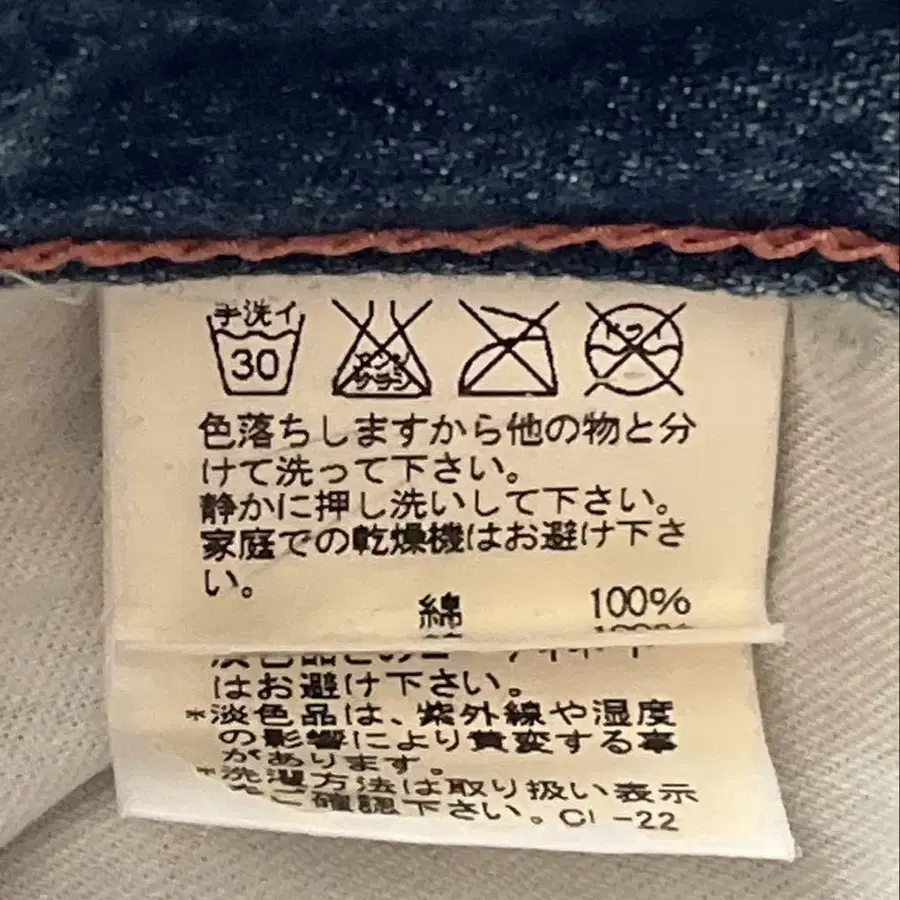 手洗イ
30
エンソ
サラシ
ドライ
色落ちしますから他の物と分
けて洗って下さい。
静かに押し洗いして下さい。
家庭での乾燥機はお避け下さ
い。
綿 100%
はお避け下さい。
*淡色品は、紫外線や湿度
の影響により黄変する事
があります。
*洗濯方法は取り扱い表示
をご確認下さい。CI-22